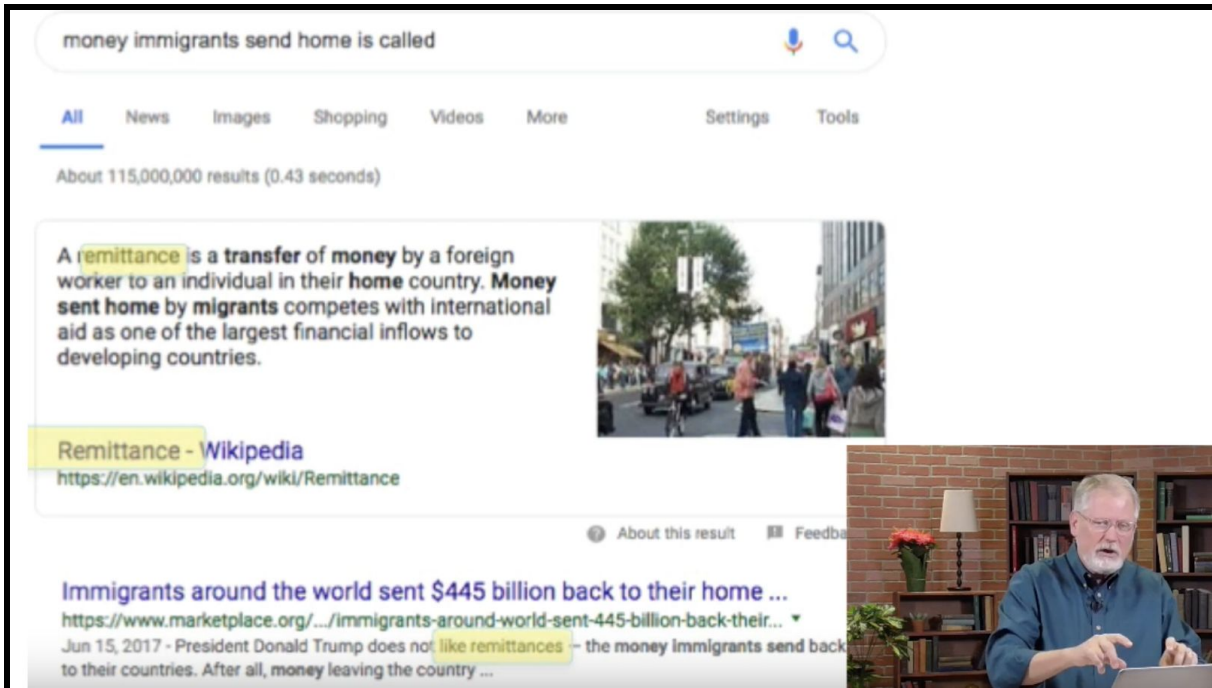 money immigrants send home is called
All News Images Shopping Videos More Settings Tools
About 115,000,000 results (0.43 seconds)
A remittance is a transfer of money by a foreign
worker to an individual in their home country. Money
sent home by migrants competes with international
aid as one of the largest financial inflows to
developing countries.
Remittance - Wikipedia
https://en.wikipedia.org/wiki/Remittance
About this result Feedba
Immigrants around the world sent $445 billion back to their home ...
https://www.marketplace.org/.../immigrants-around-world-sent-445-billion-back-their...
Jun 15, 2017 - President Donald Trump does not like remittances – the money immigrants send back
to their countries. After all, money leaving the country ...